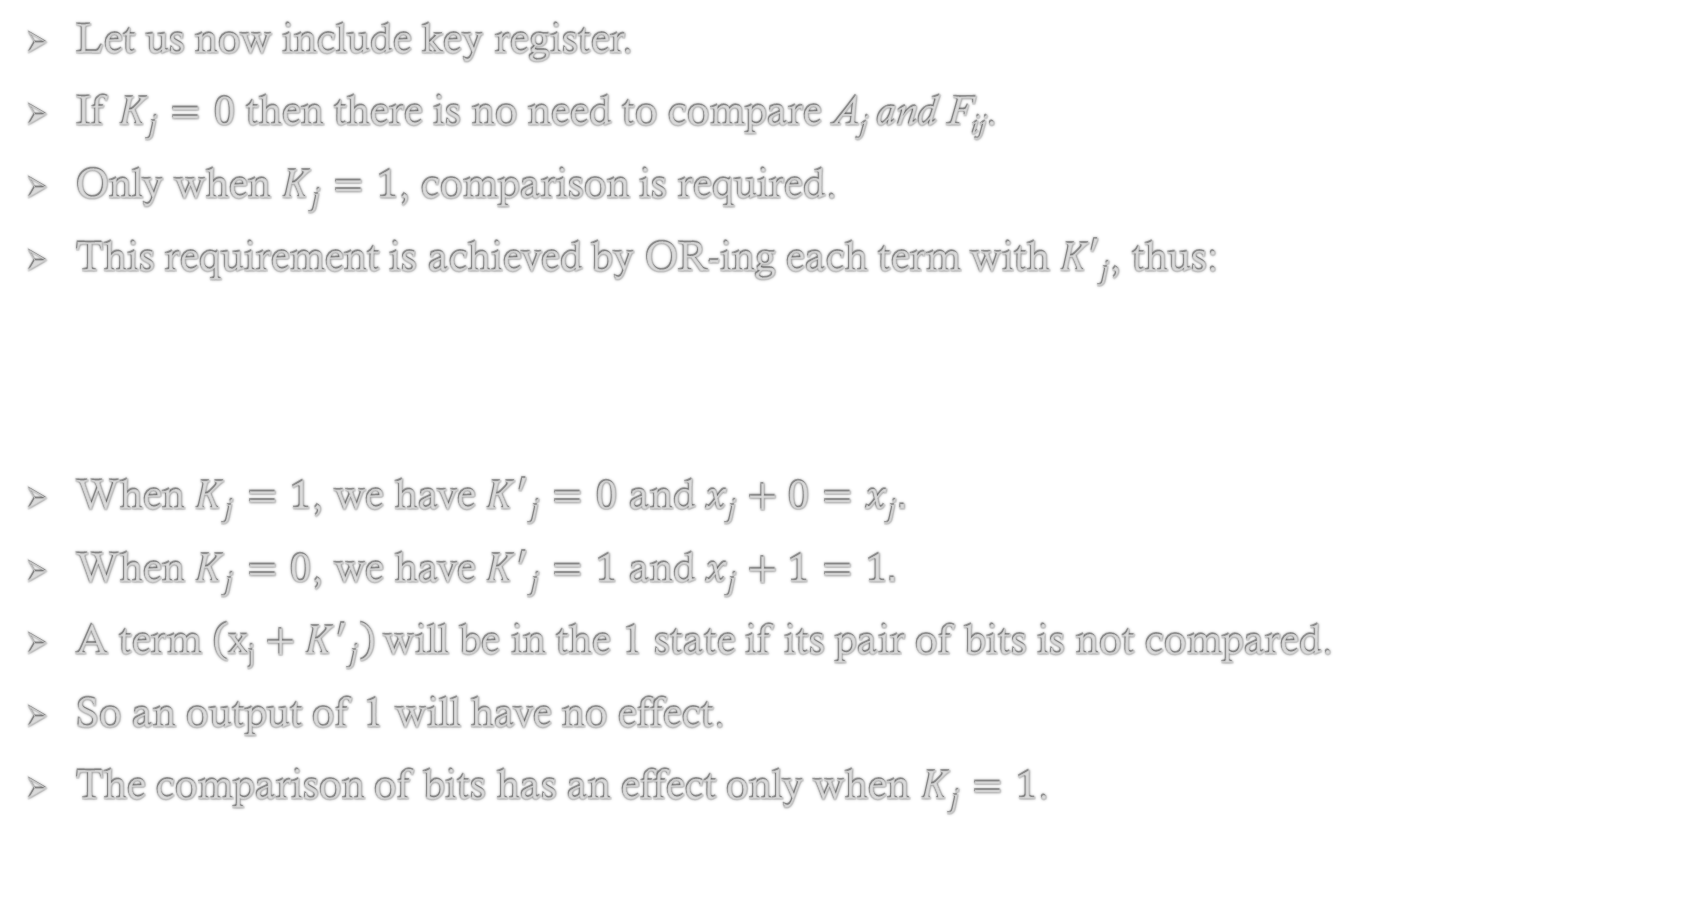 ➢ Let us now include key register.
➢ If K_j = 0 then there is no need to compare A_j and F_ij.
➢ Only when K_j = 1, comparison is required.
➢ This requirement is achieved by OR-ing each term with K′_j, thus:
➢ When K_j = 1, we have K′_j = 0 and x_j + 0 = x_j.
➢ When K_j = 0, we have K′_j = 1 and x_j + 1 = 1.
➢ A term (x_j + K′_j) will be in the 1 state if its pair of bits is not compared.
➢ So an output of 1 will have no effect.
➢ The comparison of bits has an effect only when K_j = 1.